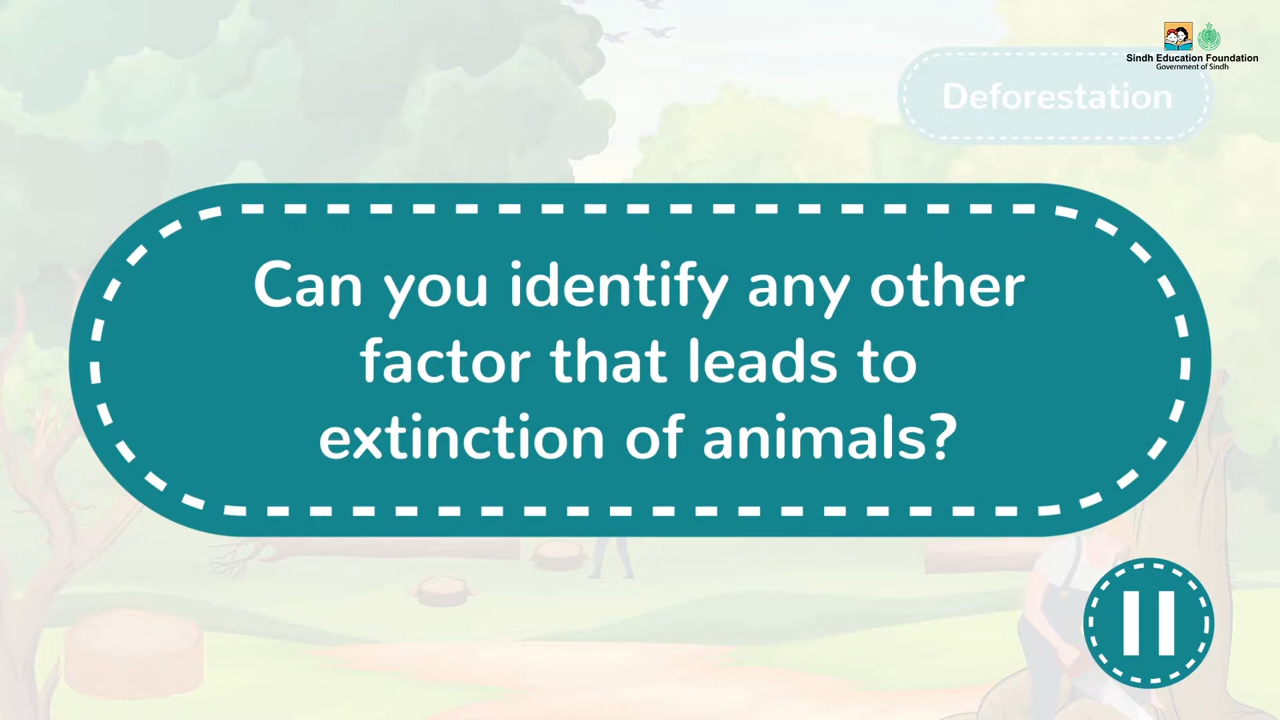 Sindh Education Foundation
Government of Sindh
Deforestation
Can you identify any other
factor that leads to
extinction of animals?